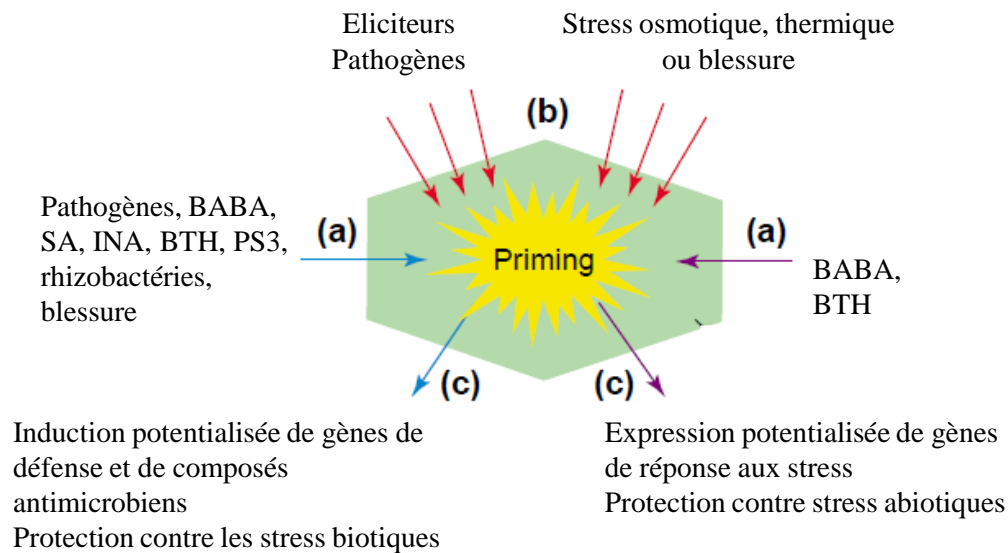 Eliciteurs
Pathogènes
Stress osmotique, thermique
ou blessure
(b)
Pathogènes, BABA,
SA, INA, BTH, PS3,
rhizobactéries,
blessure
(a)
Priming
(a)
BABA,
BTH
(c)
(c)
Induction potentialisée de gènes de
défense et de composés
antimicrobiens
Protection contre les stress biotiques
Expression potentialisée de gènes
de réponse aux stress
Protection contre stress abiotiques